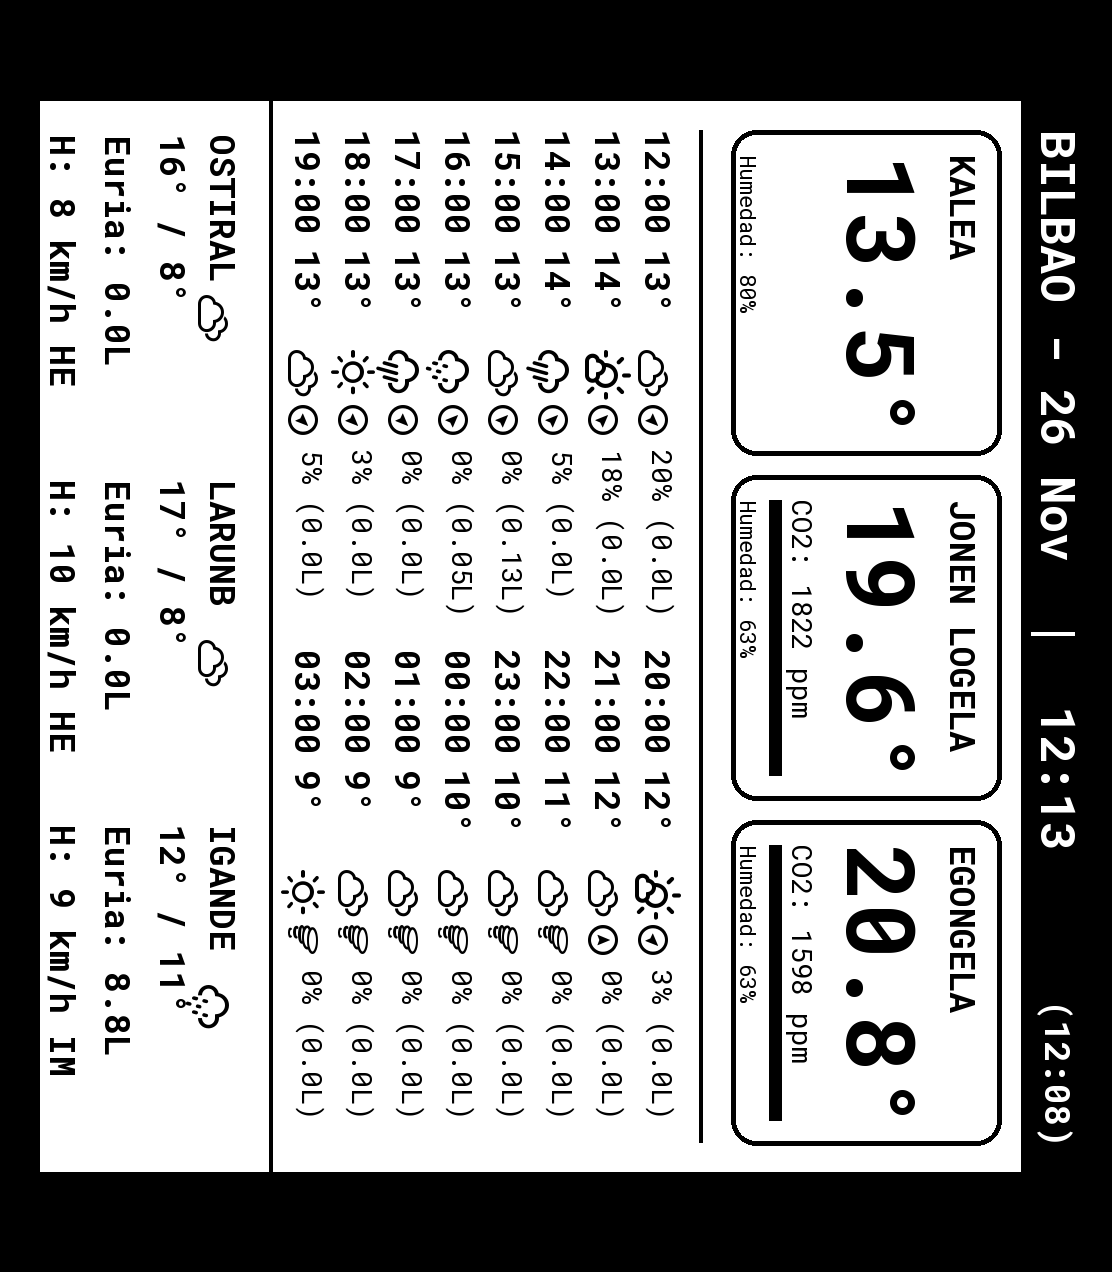 BILBAO - 26 Nov | 12:13 (12:08)
KALEA
13.5°
Humedad: 80%
JONEN LOGELA
19.6°
CO2: 1822 ppm
Humedad: 63%
EGONGELA
20.8°
CO2: 1598 ppm
Humedad: 63%
12:00 13° 20% (0.0L)
13:00 14° 18% (0.0L)
14:00 14° 5% (0.0L)
15:00 13° 0% (0.13L)
16:00 13° 0% (0.05L)
17:00 13° 0% (0.0L)
18:00 13° 3% (0.0L)
19:00 13° 5% (0.0L)
20:00 12° 3% (0.0L)
21:00 12° 0% (0.0L)
22:00 11° 0% (0.0L)
23:00 10° 0% (0.0L)
00:00 10° 0% (0.0L)
01:00 9° 0% (0.0L)
02:00 9° 0% (0.0L)
03:00 9° 0% (0.0L)
OSTIRAL
16° / 8°
Euria: 0.0L
H: 8 km/h HE
LARUNB
17° / 8°
Euria: 0.0L
H: 10 km/h HE
IGANDE
12° / 11°
Euria: 8.8L
H: 9 km/h IM